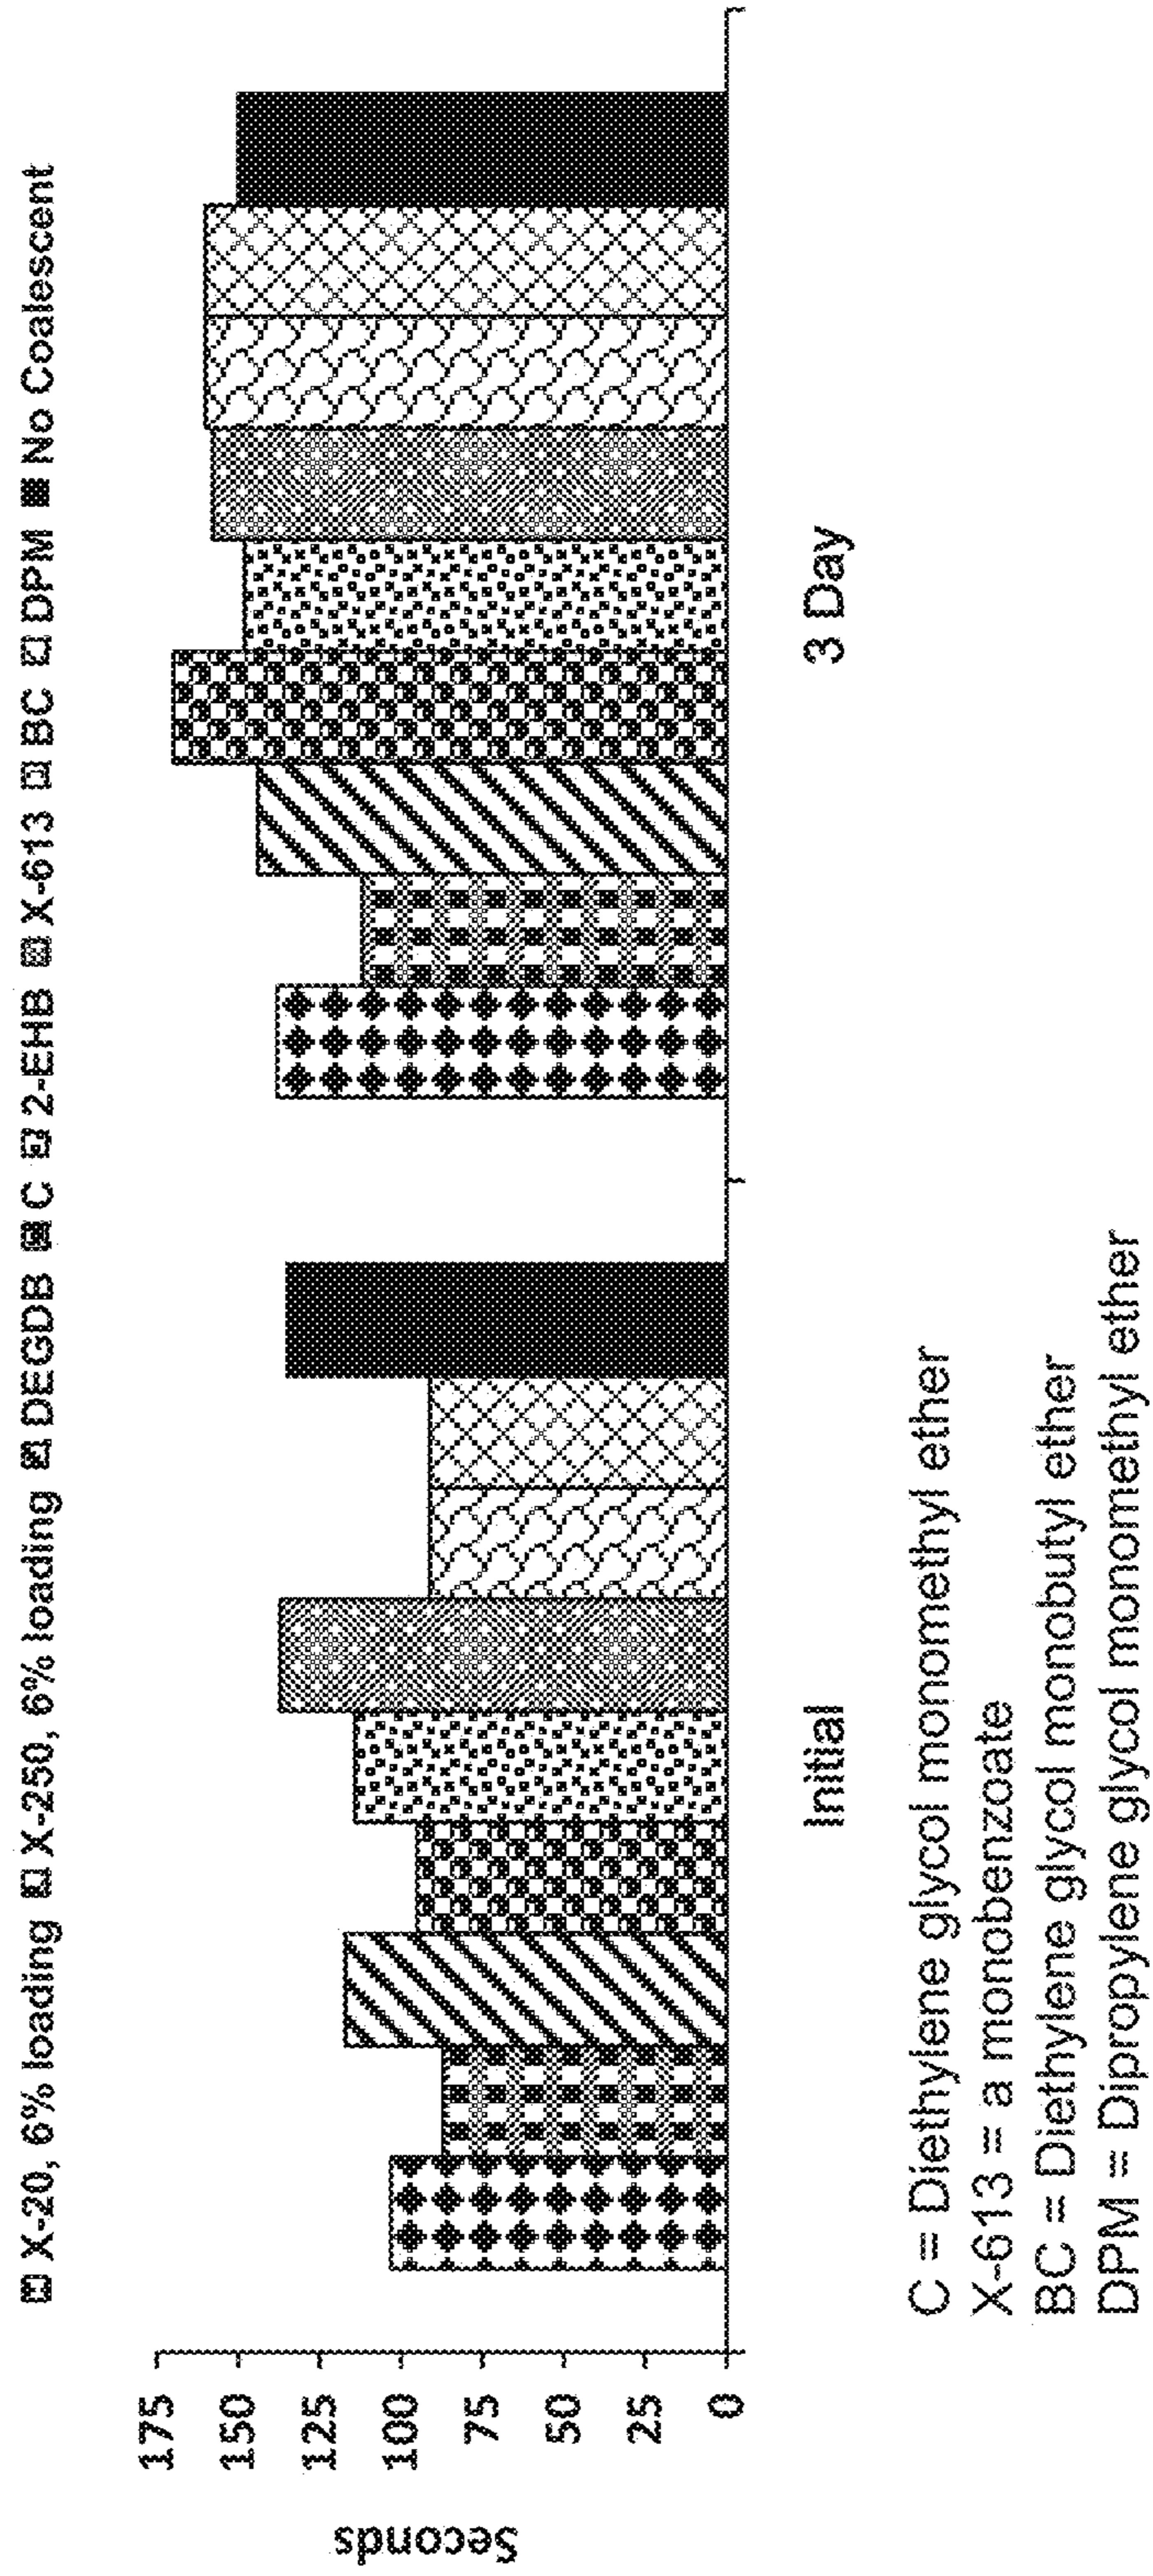 X-20, 6% loading X-250, 6% loading DEGDB C 2-EHB X-613 BC DPM No Coalescent
Seconds
175
150
125
100
75
50
25
0
Initial
3 Day
C = Diethylene glycol monomethyl ether
X-613 = a monobenzoate
BC = Diethylene glycol monobutyl ether
DPM = Dipropylene glycol monomethyl ether